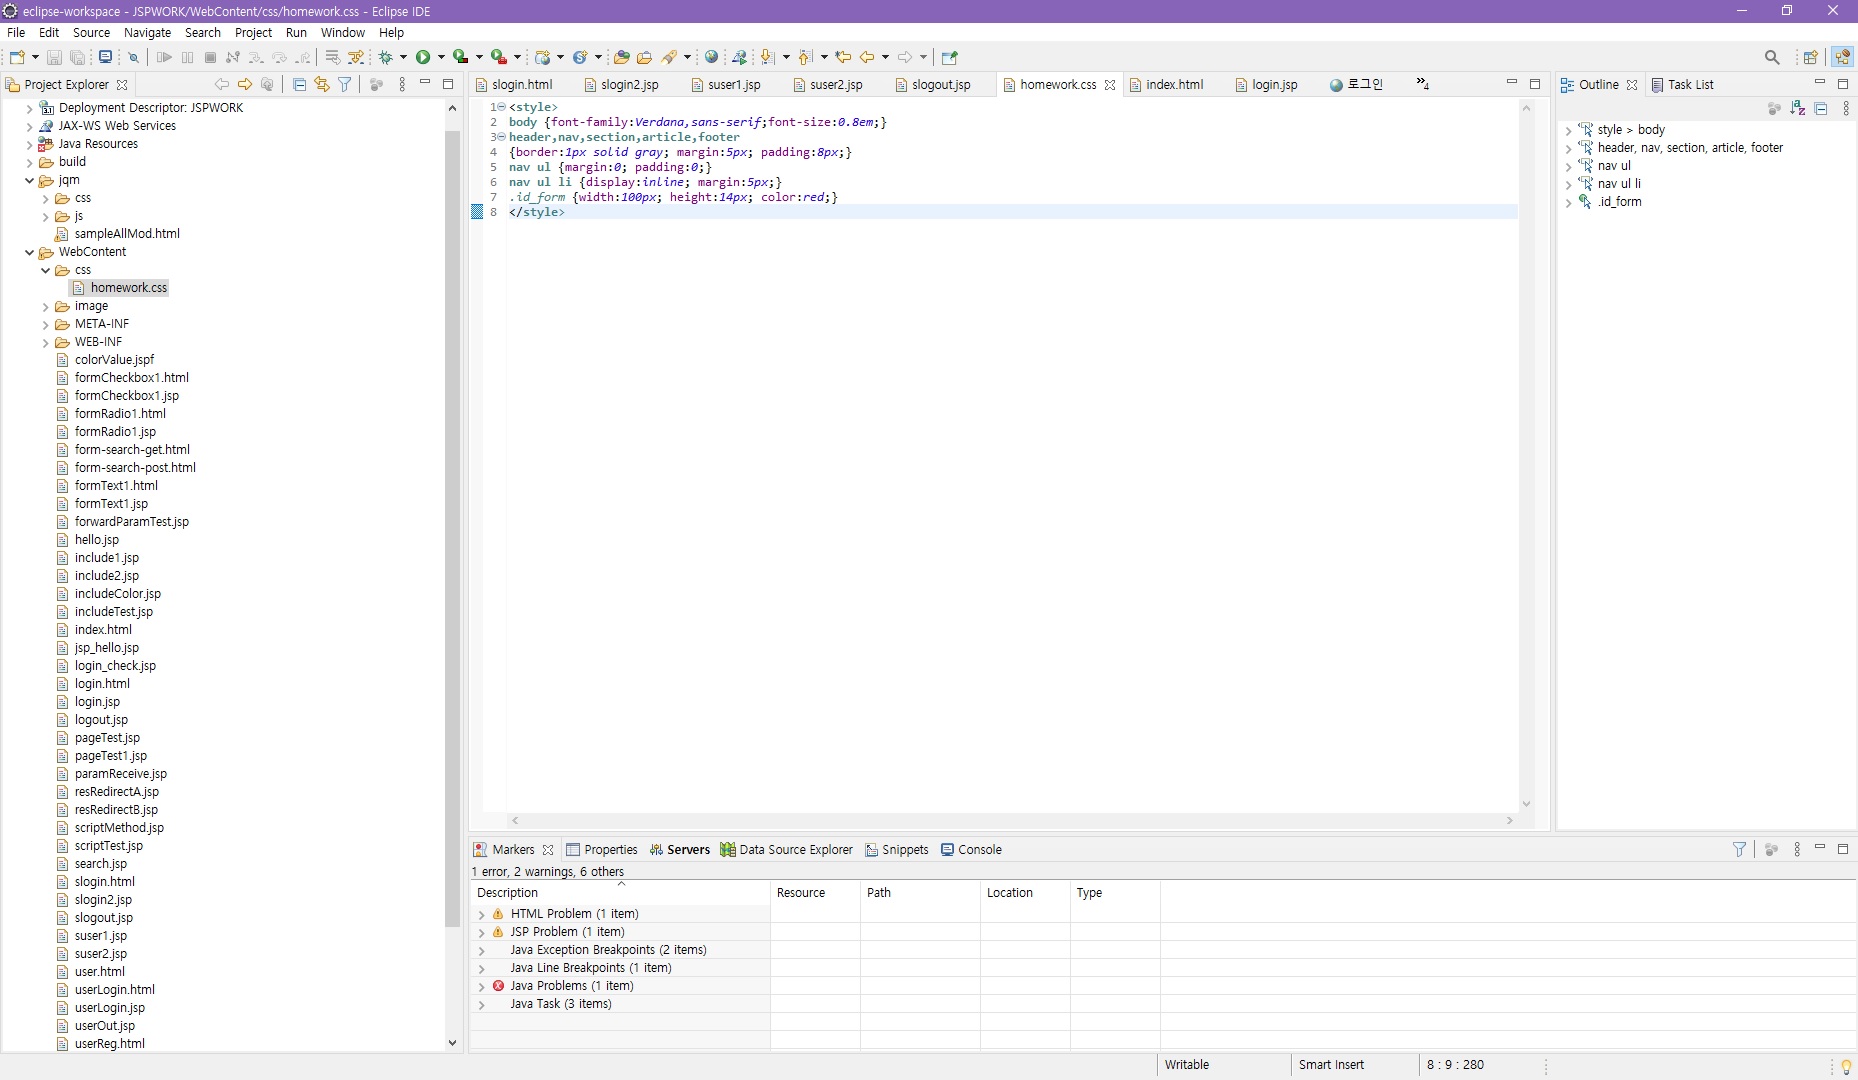 eclipse-workspace - JSPWORK/WebContent/css/homework.css - Eclipse IDE
File Edit Source Navigate Search Project Run Window Help
Project Explorer
Deployment Descriptor: JSPWORK
JAX-WS Web Services
Java Resources
build
jqm
css
js
sampleAllMod.html
WebContent
css
homework.css
image
META-INF
WEB-INF
colorValue.jspf
formCheckbox1.html
formCheckbox1.jsp
formRadio1.html
formRadio1.jsp
form-search-get.html
form-search-post.html
formText1.html
formText1.jsp
forwardParamTest.jsp
hello.jsp
include1.jsp
include2.jsp
includeColor.jsp
includeTest.jsp
index.html
jsp_hello.jsp
login_check.jsp
login.html
login.jsp
logout.jsp
pageTest.jsp
pageTest1.jsp
paramReceive.jsp
resRedirectA.jsp
resRedirectB.jsp
scriptMethod.jsp
scriptTest.jsp
search.jsp
slogin.html
slogin2.jsp
slogout.jsp
suser1.jsp
suser2.jsp
user.html
userLogin.html
userLogin.jsp
userOut.jsp
userReg.html
slogin.html slogin2.jsp suser1.jsp suser2.jsp slogout.jsp homework.css index.html login.jsp 로그인 »4
1 <style>
2 body {font-family:Verdana,sans-serif;font-size:0.8em;}
3 header,nav,section,article,footer
4 {border:1px solid gray; margin:5px; padding:8px;}
5 nav ul {margin:0; padding:0;}
6 nav ul li {display:inline; margin:5px;}
7 .id_form {width:100px; height:14px; color:red;}
8 </style>
Outline Task List
style > body
header, nav, section, article, footer
nav ul
nav ul li
.id_form
Markers Properties Servers Data Source Explorer Snippets Console
1 error, 2 warnings, 6 others
Description Resource Path Location Type
HTML Problem (1 item)
JSP Problem (1 item)
Java Exception Breakpoints (2 items)
Java Line Breakpoints (1 item)
Java Problems (1 item)
Java Task (3 items)
Writable Smart Insert 8 : 9 : 280